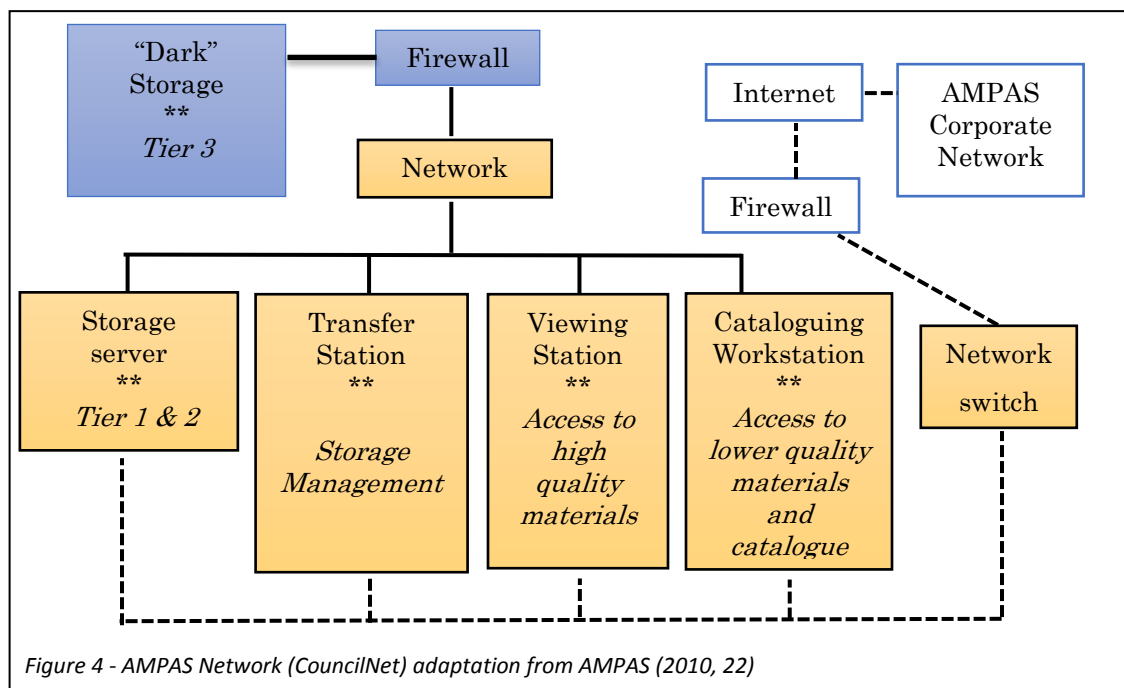 “Dark”
Storage
**
Tier 3
Firewall
Network
Internet
AMPAS
Corporate
Network
Firewall
Storage
server
**
Tier 1 & 2
Transfer
Station
**
Storage
Management
Viewing
Station
**
Access to
high
quality
materials
Cataloguing
Workstation
**
Access to
lower quality
materials
and
catalogue
Network
switch
Figure 4 - AMPAS Network (CouncilNet) adaptation from AMPAS (2010, 22)